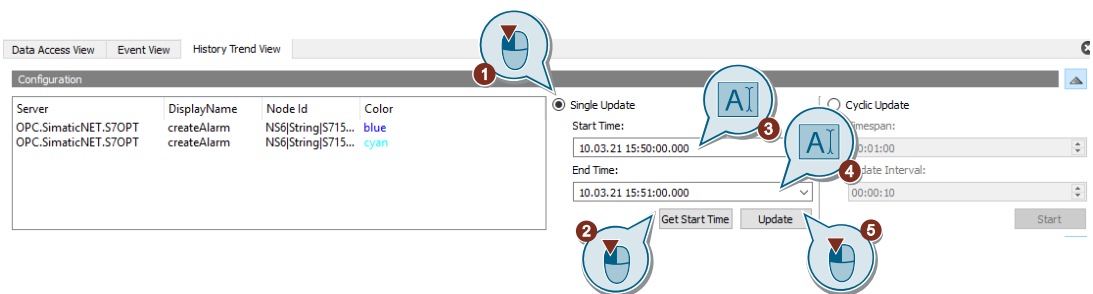 Data Access View Event View History Trend View
Configuration
1
Server DisplayName Node Id Color
OPC.SimaticNET.S7OPT createAlarm NS6|String|S715... blue
OPC.SimaticNET.S7OPT createAlarm NS6|String|S715... cyan
Single Update
Start Time:
A
3
10.03.21 15:50:00.000
End Time:
A
4
10.03.21 15:51:00.000
Get Start Time Update
2
5
Cyclic Update
Timespan:
:01:00
date Interval:
00:00:10
Start